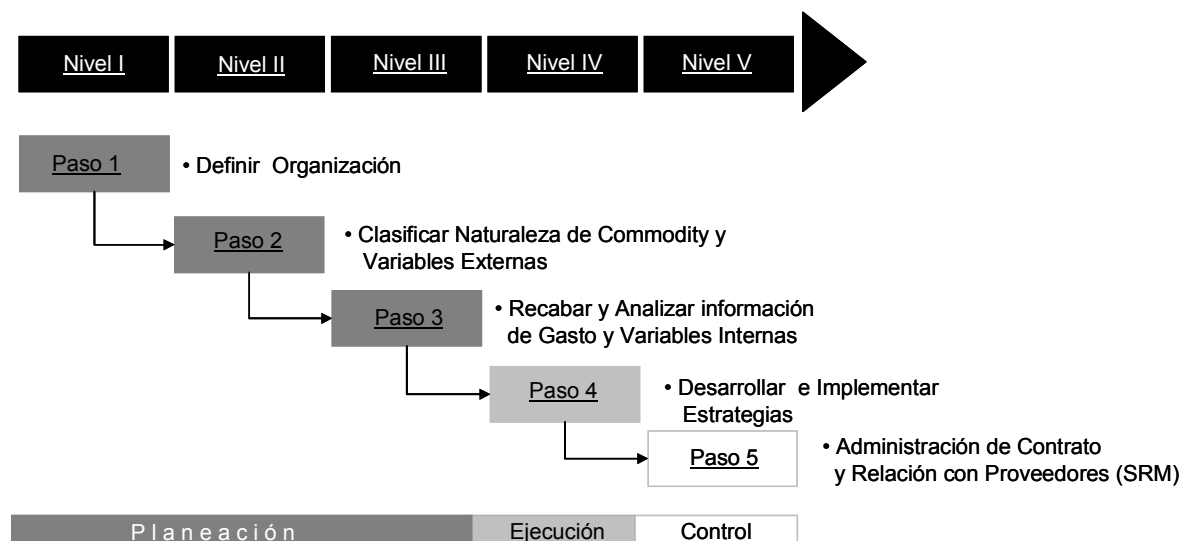 Nivel I
Nivel II
Nivel III
Nivel IV
Nivel V
Paso 1
• Definir Organización
Paso 2
• Clasificar Naturaleza de Commodity y
Variables Externas
Paso 3
• Recabar y Analizar información
de Gasto y Variables Internas
Paso 4
• Desarrollar e Implementar
Estrategias
Paso 5
• Administración de Contrato
y Relación con Proveedores (SRM)
Planeación
Ejecución
Control